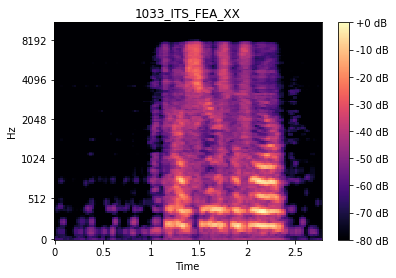 1033_ITS_FEA_XX
+0 dB
8192
-10 dB
4096
-20 dB
-30 dB
2048
Hz
-40 dB
1024
-50 dB
-60 dB
512
-70 dB
0
-80 dB
0 0.5 1 1.5 2 2.5
Time